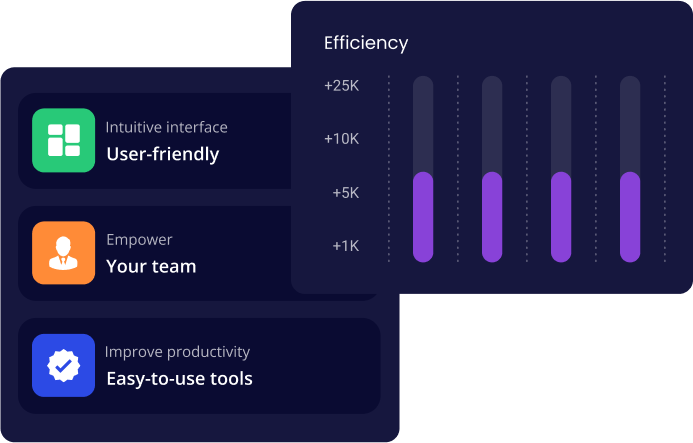 Efficiency
+25K
+10K
+5K
+1K
Intuitive interface
User-friendly
Empower
Your team
Improve productivity
Easy-to-use tools